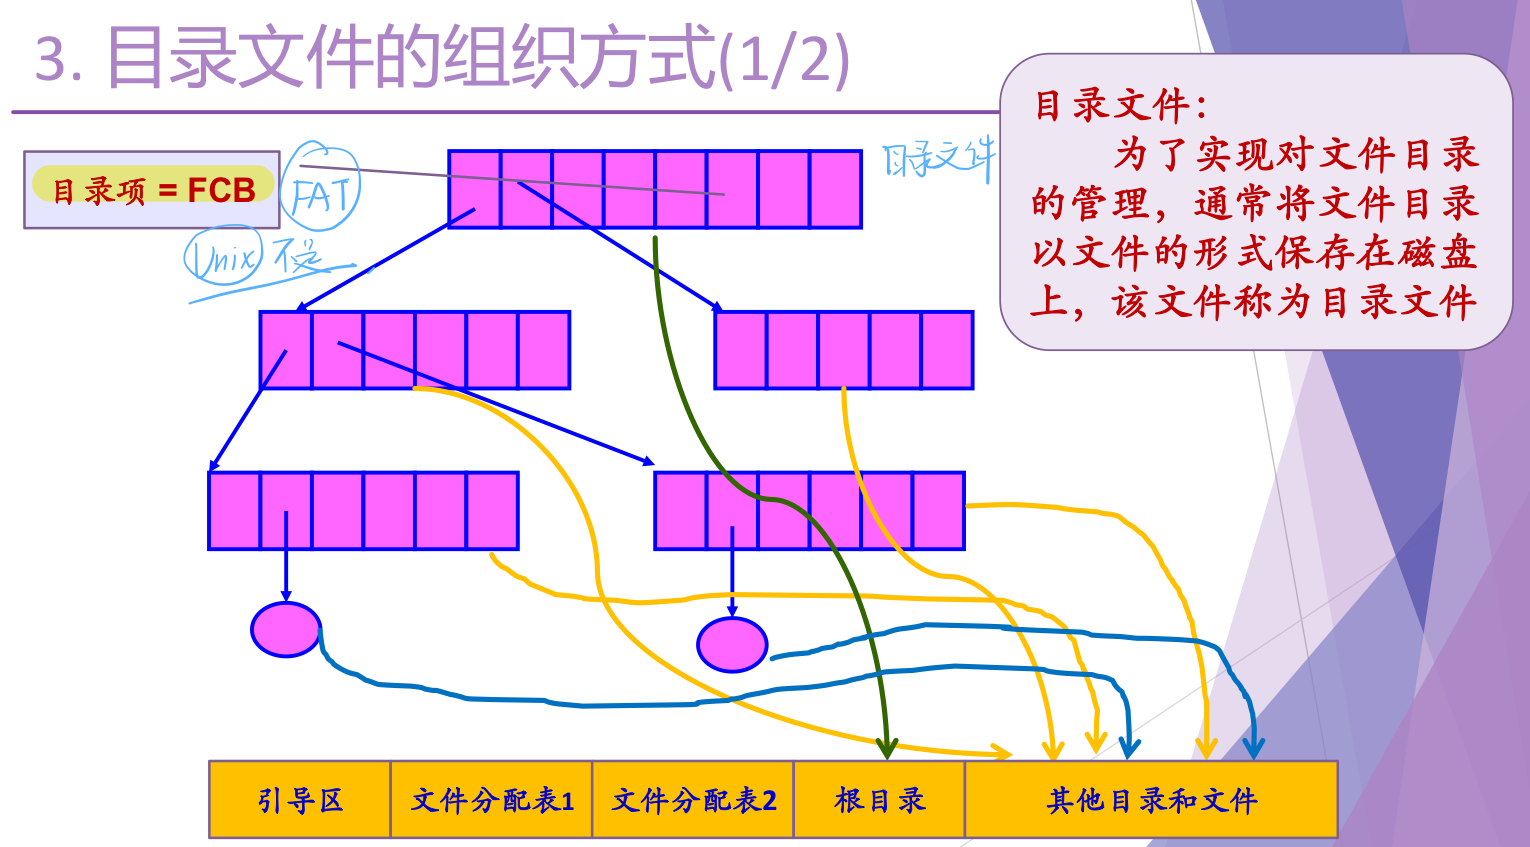 3. 目录文件的组织方式(1/2)
目录文件:
为了实现对文件目录
的管理，通常将文件目录
以文件的形式保存在磁盘
上，该文件称为目录文件
目录文件
目录项 = FCB
FAT
Unix 不是
引导区
文件分配表1
文件分配表2
根目录
其他目录和文件